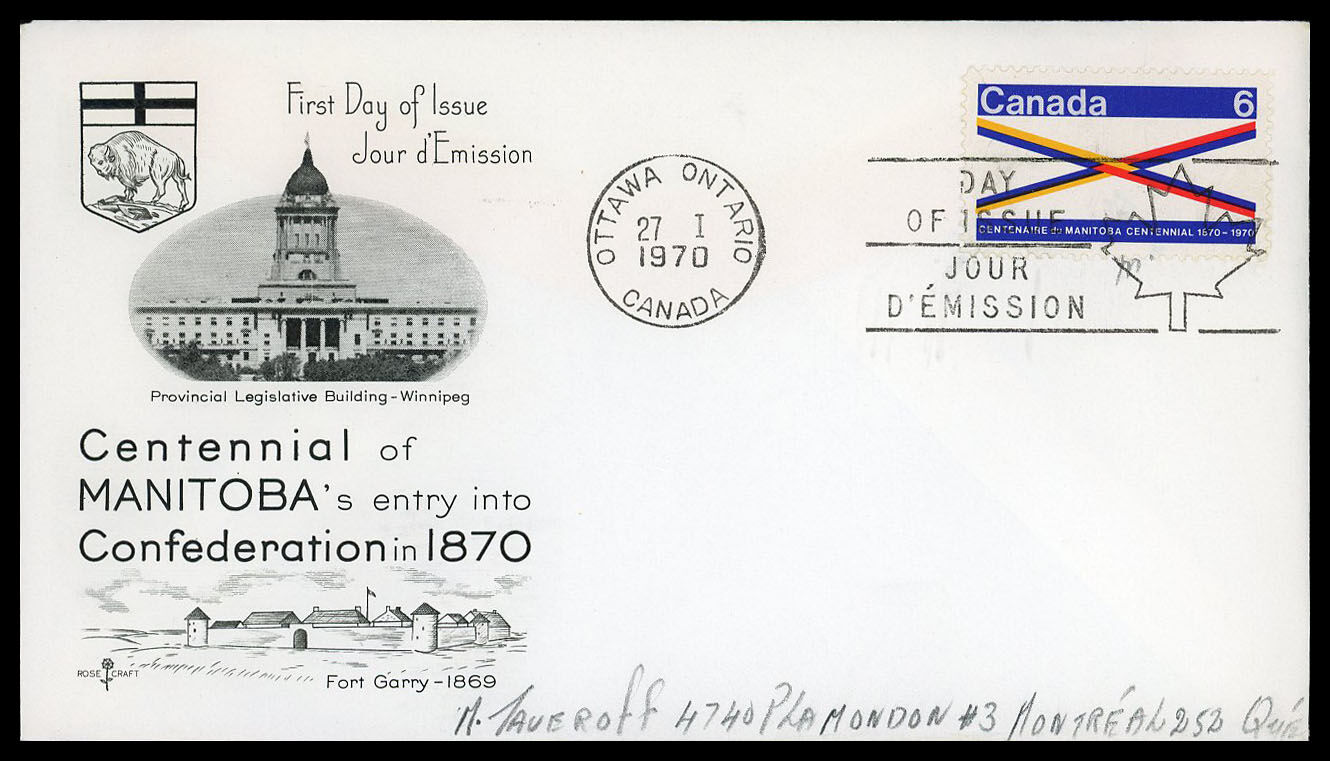 First Day of Issue
Jour d'Emission
Provincial Legislative Building - Winnipeg
Centennial of
MANITOBA's entry into
Confederation in 1870
ROSE CRAFT
Fort Garry - 1869
OTTAWA ONTARIO
27 I
1970
CANADA
Canada 6
CENTENAIRE du MANITOBA CENTENNIAL 1870-1970
DAY
OF ISSUE
JOUR
D'ÉMISSION
M. TAVEROFF 4740 PLAMONDON #3 MONTRÉAL 252 QUÉ